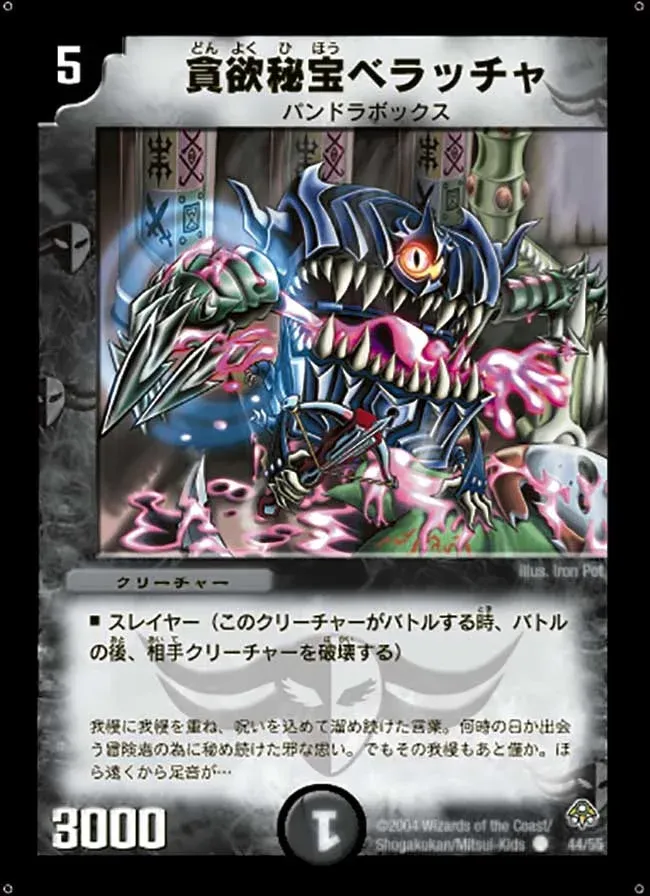 5
どん よく ひ ほう
貪欲秘宝ベラッチャ
パンドラボックス
illus. Iron Pot
クリーチャー
■ スレイヤー（このクリーチャーがバトルする時、バトル
の後、相手クリーチャーを破壊する）
我慢に我慢を重ね、呪いを込めて溜め続けた言葉。何時の日か出会
う冒険者の為に秘め続けた邪な思い。でもその我慢もあと僅か。ほ
ら遠くから足音が…
3000
1
©2004 Wizards of the Coast/
Shogakukan/Mitsui-Kids
44/55